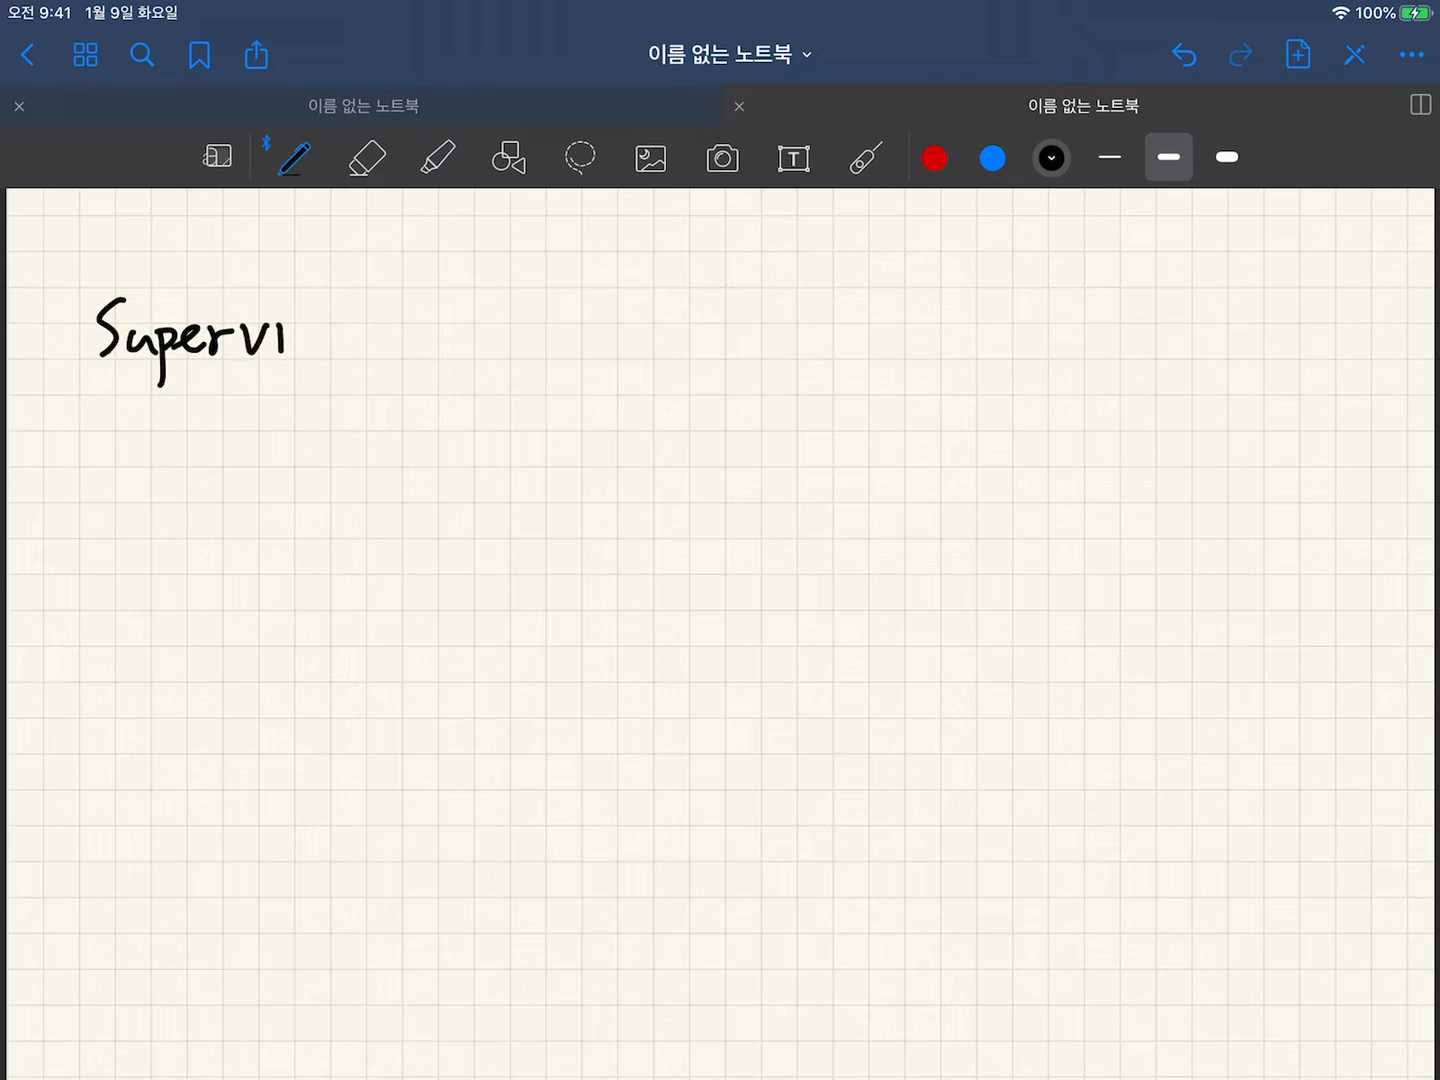 오전 9:41 1월 9일 화요일 100%
이름 없는 노트북
이름 없는 노트북 이름 없는 노트북
T
Supervi